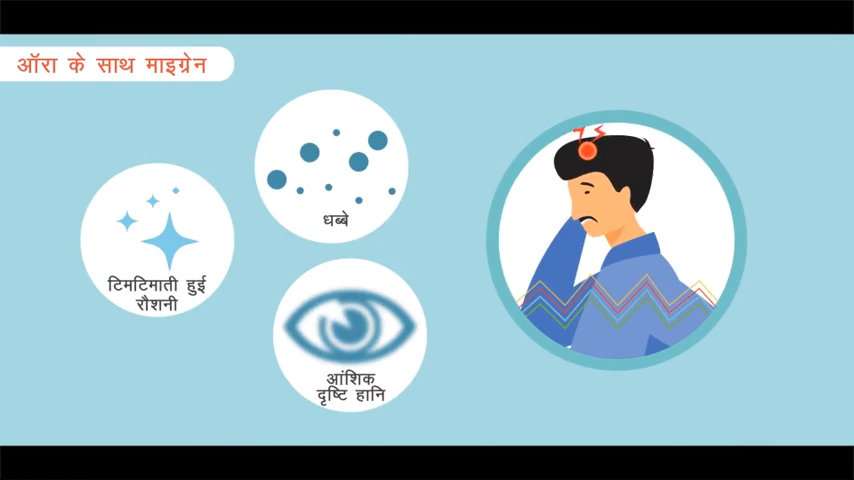 ऑरा के साथ माइग्रेन
धब्बे
टिमटिमाती हुई
रौशनी
आंशिक
दृष्टि हानि